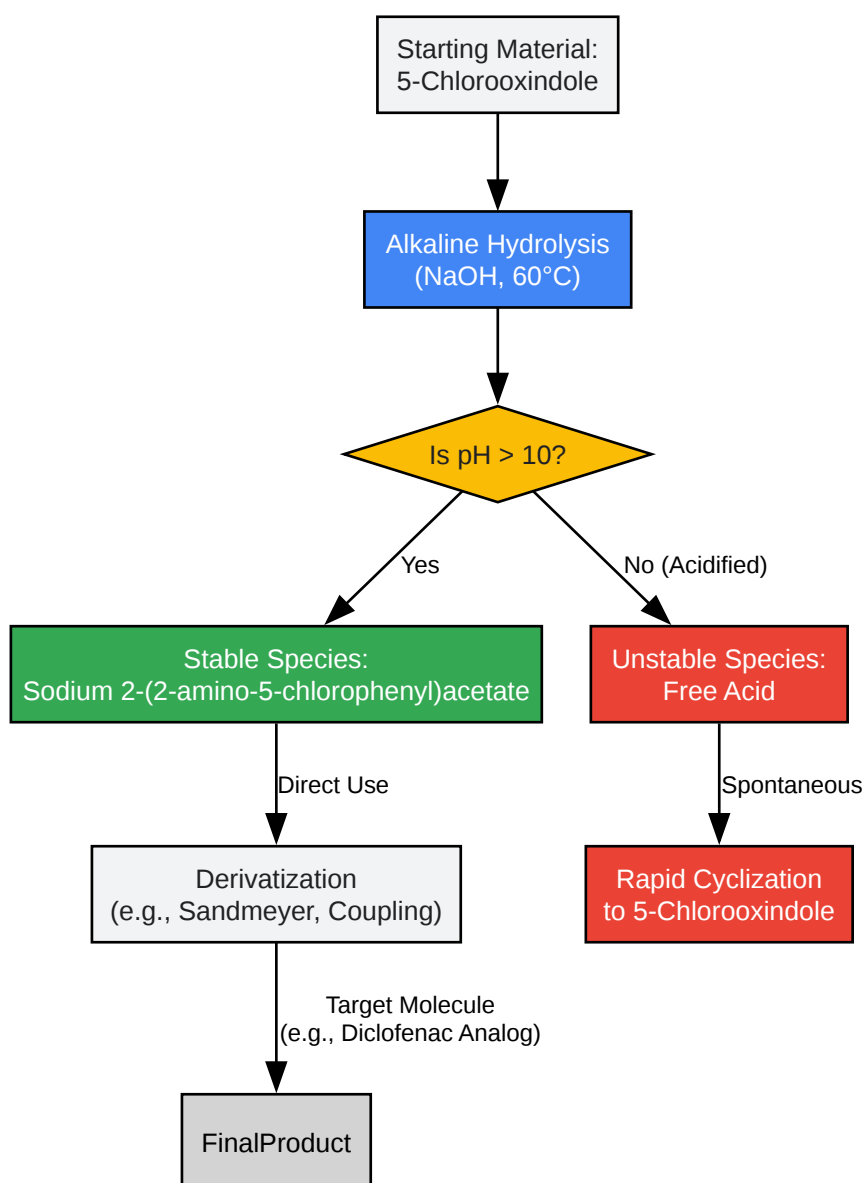 Starting Material:
5-Chlorooxindole
Alkaline Hydrolysis
(NaOH, 60°C)
Is pH > 10?
Yes
No (Acidified)
Stable Species:
Sodium 2-(2-amino-5-chlorophenyl)acetate
Unstable Species:
Free Acid
Direct Use
Spontaneous
Derivatization
(e.g., Sandmeyer, Coupling)
Rapid Cyclization
to 5-Chlorooxindole
Target Molecule
(e.g., Diclofenac Analog)
FinalProduct